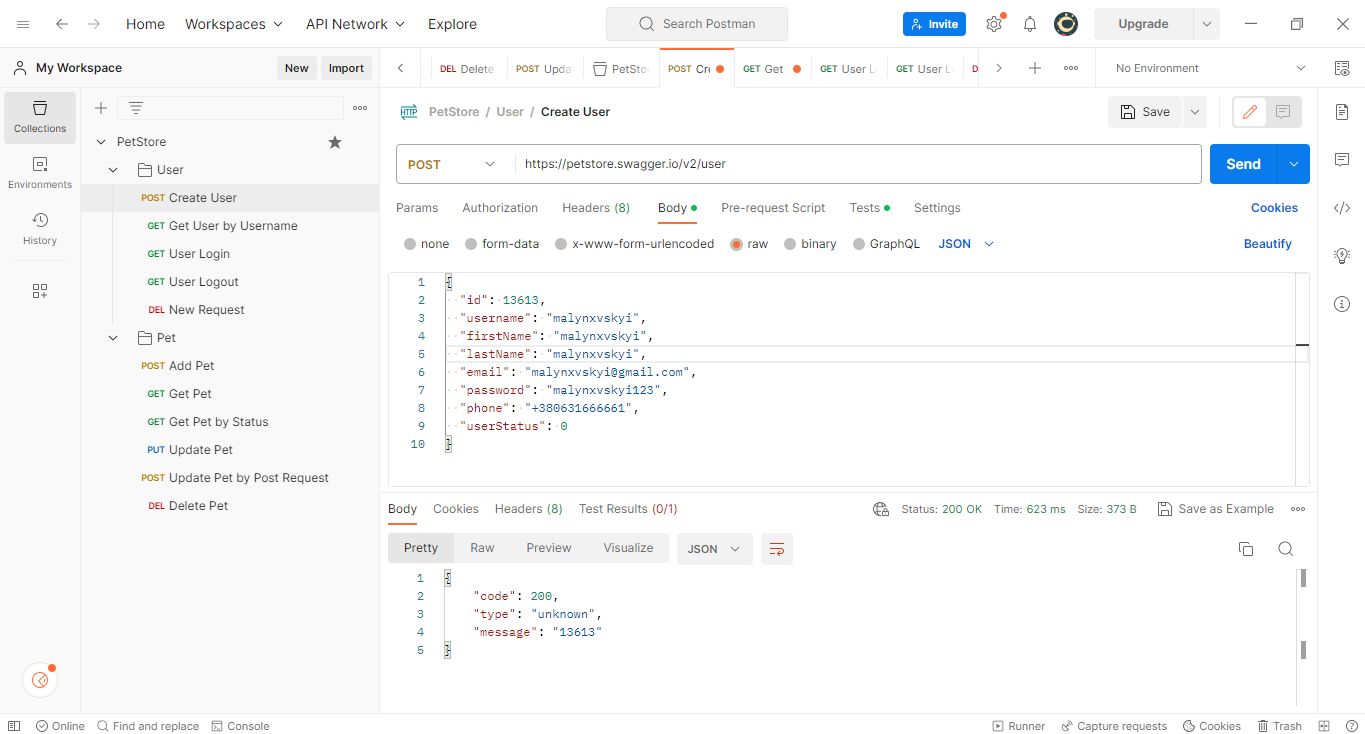 Home Workspaces API Network Explore Search Postman Invite Upgrade
My Workspace New Import DEL Delete POST PetSto POST GET Get GET User L GET User L No Environment
Collections
Environments
History
PetStore
User
POST Create User
GET Get User by Username
GET User Login
GET User Logout
DEL New Request
Pet
POST Add Pet
GET Get Pet
GET Get Pet by Status
PUT Update Pet
POST Update Pet by Post Request
DEL Delete Pet
HTTP PetStore / User / Create User Save
POST https://petstore.swagger.io/v2/user Send
Params Authorization Headers (8) Body Pre-request Script Tests Settings Cookies
none form-data x-www-form-urlencoded raw binary GraphQL JSON Beautify
1 {
2 "id": 13613,
3 "username": "malynxvskyi",
4 "firstName": "malynxvskyi",
5 "lastName": "malynxvskyi",
6 "email": "malynxvskyi@gmail.com",
7 "password": "malynxvskyi123",
8 "phone": "+380631666661",
9 "userStatus": 0
10 }
Body Cookies Headers (8) Test Results (0/1) Status: 200 OK Time: 623 ms Size: 373 B Save as Example
Pretty Raw Preview Visualize JSON
1 {
2 "code": 200,
3 "type": "unknown",
4 "message": "13613"
5 }
Online Find and replace Console Runner Capture requests Cookies Trash